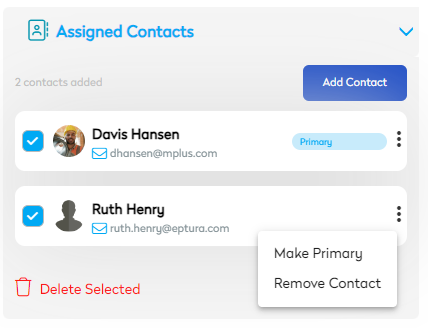 Assigned Contacts
2 contacts added
Add Contact
Davis Hansen
Primary
dhansen@mplus.com
Ruth Henry
ruth.henry@eptura.com
Make Primary
Remove Contact
Delete Selected